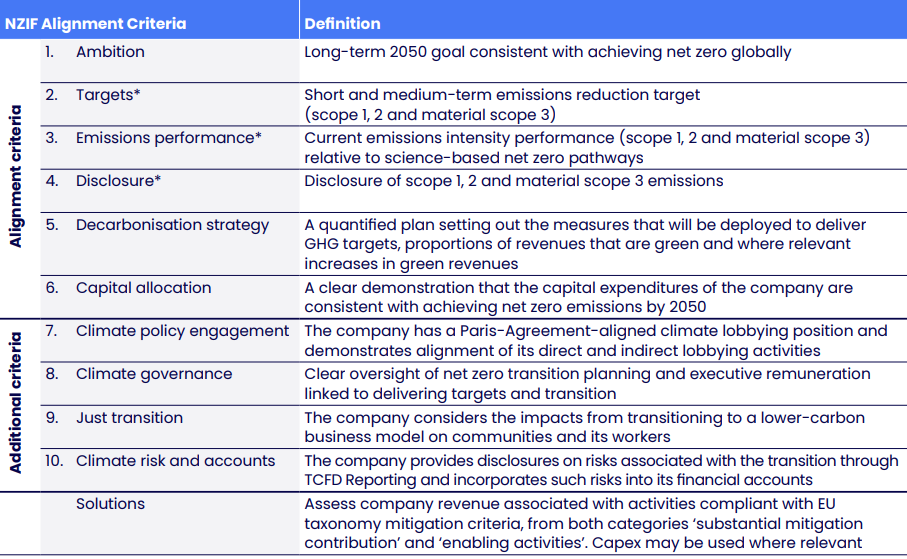 NZIF Alignment Criteria Definition
Alignment criteria
1. Ambition Long-term 2050 goal consistent with achieving net zero globally
2. Targets* Short and medium-term emissions reduction target
(scope 1, 2 and material scope 3)
3. Emissions performance* Current emissions intensity performance (scope 1, 2 and material scope 3)
relative to science-based net zero pathways
4. Disclosure* Disclosure of scope 1, 2 and material scope 3 emissions
5. Decarbonisation strategy A quantified plan setting out the measures that will be deployed to deliver
GHG targets, proportions of revenues that are green and where relevant
increases in green revenues
6. Capital allocation A clear demonstration that the capital expenditures of the company are
consistent with achieving net zero emissions by 2050
Additional criteria
7. Climate policy engagement The company has a Paris-Agreement-aligned climate lobbying position and
demonstrates alignment of its direct and indirect lobbying activities
8. Climate governance Clear oversight of net zero transition planning and executive remuneration
linked to delivering targets and transition
9. Just transition The company considers the impacts from transitioning to a lower-carbon
business model on communities and its workers
10. Climate risk and accounts The company provides disclosures on risks associated with the transition through
TCFD Reporting and incorporates such risks into its financial accounts
Solutions Assess company revenue associated with activities compliant with EU
taxonomy mitigation criteria, from both categories ‘substantial mitigation
contribution’ and ‘enabling activities’. Capex may be used where relevant